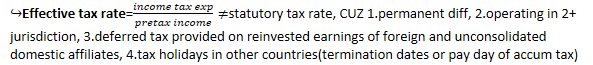 ↪Effective tax rate=income tax exp/pretax income ≠statutory tax rate, CUZ 1.permanent diff, 2.operating in 2+
jurisdiction, 3.deferred tax provided on reinvested earnings of foreign and unconsolidated
domestic affiliates, 4.tax holidays in other countries(termination dates or pay day of accum tax)